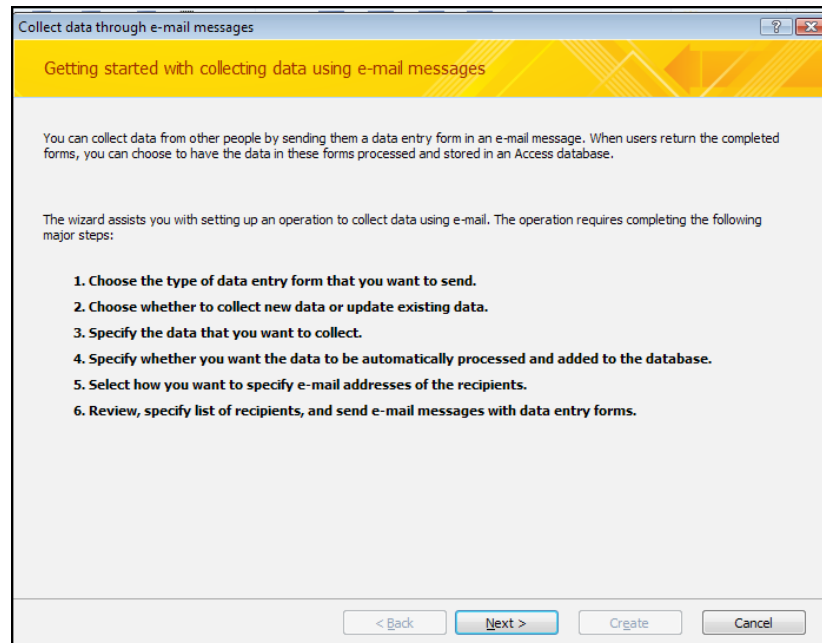 Collect data through e-mail messages
Getting started with collecting data using e-mail messages
You can collect data from other people by sending them a data entry form in an e-mail message. When users return the completed
forms, you can choose to have the data in these forms processed and stored in an Access database.
The wizard assists you with setting up an operation to collect data using e-mail. The operation requires completing the following
major steps:
1. Choose the type of data entry form that you want to send.
2. Choose whether to collect new data or update existing data.
3. Specify the data that you want to collect.
4. Specify whether you want the data to be automatically processed and added to the database.
5. Select how you want to specify e-mail addresses of the recipients.
6. Review, specify list of recipients, and send e-mail messages with data entry forms.
< Back Next > Create Cancel